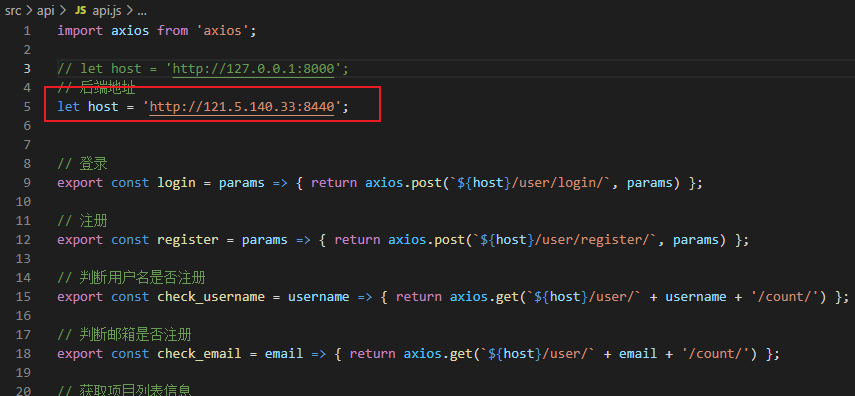 src > api > JS api.js > ...
1 import axios from 'axios';
2
3 // let host = 'http://127.0.0.1:8000';
4 // 后端地址
5 let host = 'http://121.5.140.33:8440';
6
7
8 // 登录
9 export const login = params => { return axios.post(`${host}/user/login/`, params) };
10
11 // 注册
12 export const register = params => { return axios.post(`${host}/user/register/`, params) };
13
14 // 判断用户名是否注册
15 export const check_username = username => { return axios.get(`${host}/user/` + username + '/count/') };
16
17 // 判断邮箱是否注册
18 export const check_email = email => { return axios.get(`${host}/user/` + email + '/count/') };
19
20 // 获取项目列表信息